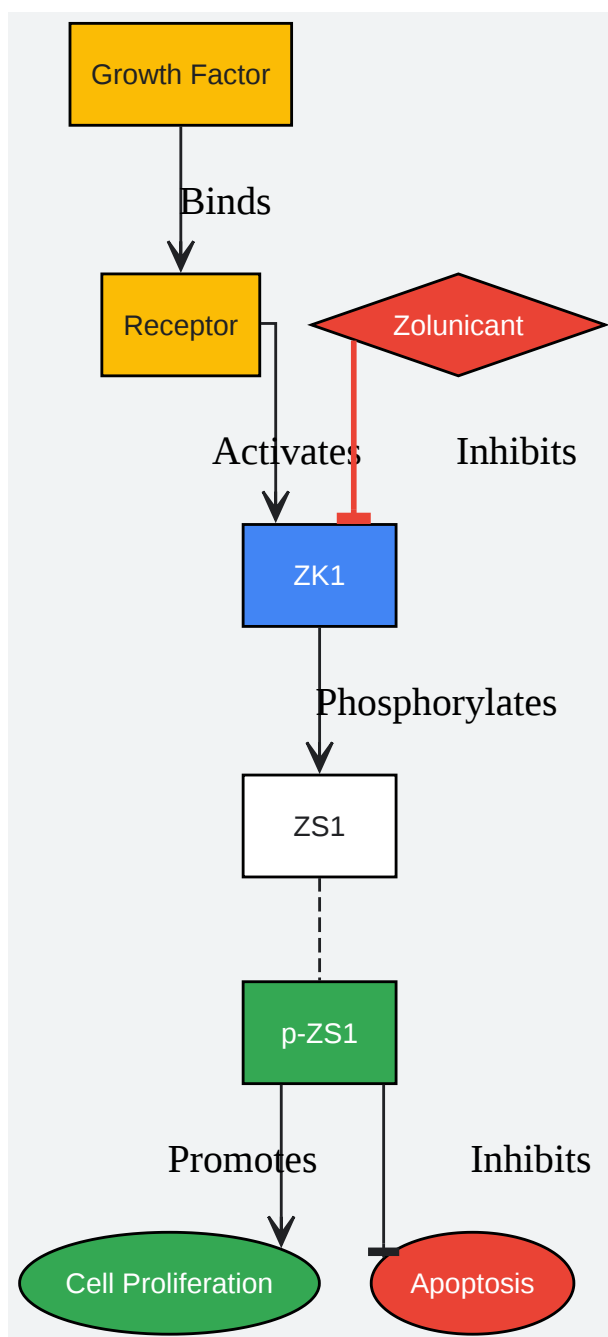 Growth Factor
Binds
Receptor
Zolunicant
Activates
Inhibits
ZK1
Phosphorylates
ZS1
p-ZS1
Promotes
Inhibits
Cell Proliferation
Apoptosis